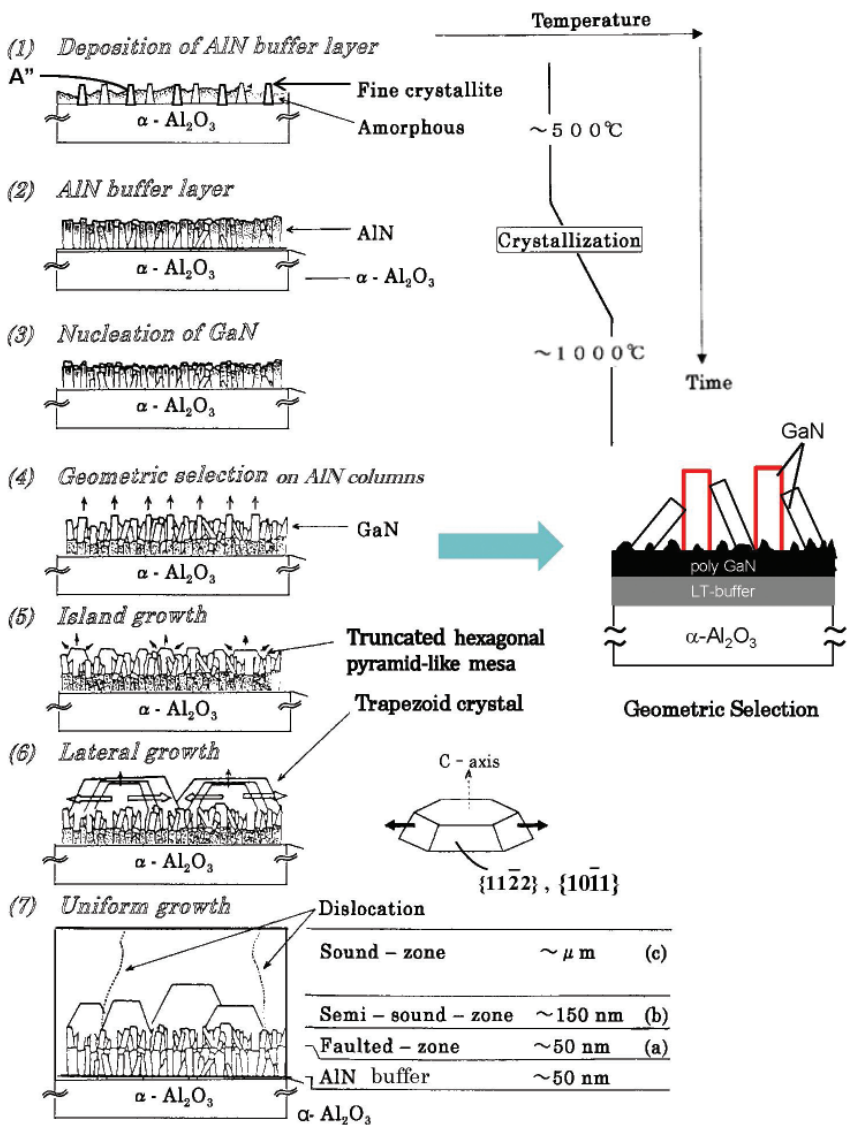 Temperature
(1) Deposition of AlN buffer layer
A”
Fine crystallite
α - Al₂O₃
Amorphous
~500℃
(2) AlN buffer layer
AlN
Crystallization
α - Al₂O₃
α - Al₂O₃
(3) Nucleation of GaN
~1000℃
α - Al₂O₃
Time
GaN
(4) Geometric selection on AlN columns
GaN
α - Al₂O₃
poly GaN
LT-buffer
α-Al₂O₃
(5) Island growth
Truncated hexagonal
pyramid-like mesa
α - Al₂O₃
Trapezoid crystal
Geometric Selection
(6) Lateral growth
C - axis
α - Al₂O₃
{112̄2} , {101̄1}
(7) Uniform growth
Dislocation
Sound - zone ~μm (c)
Semi - sound - zone ~150 nm (b)
Faulted - zone ~50 nm (a)
AlN buffer ~50 nm
α - Al₂O₃
α- Al₂O₃